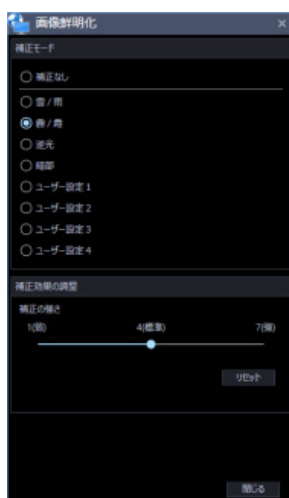 画像鮮明化
補正モード
補正なし
雪 / 雨
霧 / 霞
逆光
暗部
ユーザー設定 1
ユーザー設定 2
ユーザー設定 3
ユーザー設定 4
補正効果の調整
補正の強さ
1(弱) 4(標準) 7(強)
リセット
閉じる